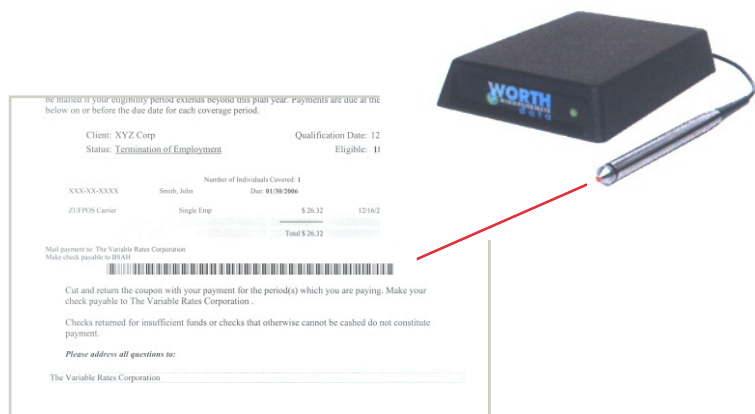 WORTH
data
be mailed if your eligibility period extends beyond this plan year. Payments are due at the
below on or before the due date for each coverage period.
Client: XYZ Corp Qualification Date: 12
Status: Termination of Employment Eligible: 11
Number of Individuals Covered: 1
XXX-XX-XXXX Smith, John Due: 01/30/2006
ZUFPOS Carrier Single Emp $ 26.32 12/16/2
Total $ 26.32
Mail payment to: The Variable Rates Corporation
Make check payable to BSAH
Cut and return the coupon with your payment for the period(s) which you are paying. Make your
check payable to The Variable Rates Corporation .
Checks returned for insufficient funds or checks that otherwise cannot be cashed do not constitute
payment.
Please address all questions to:
The Variable Rates Corporation